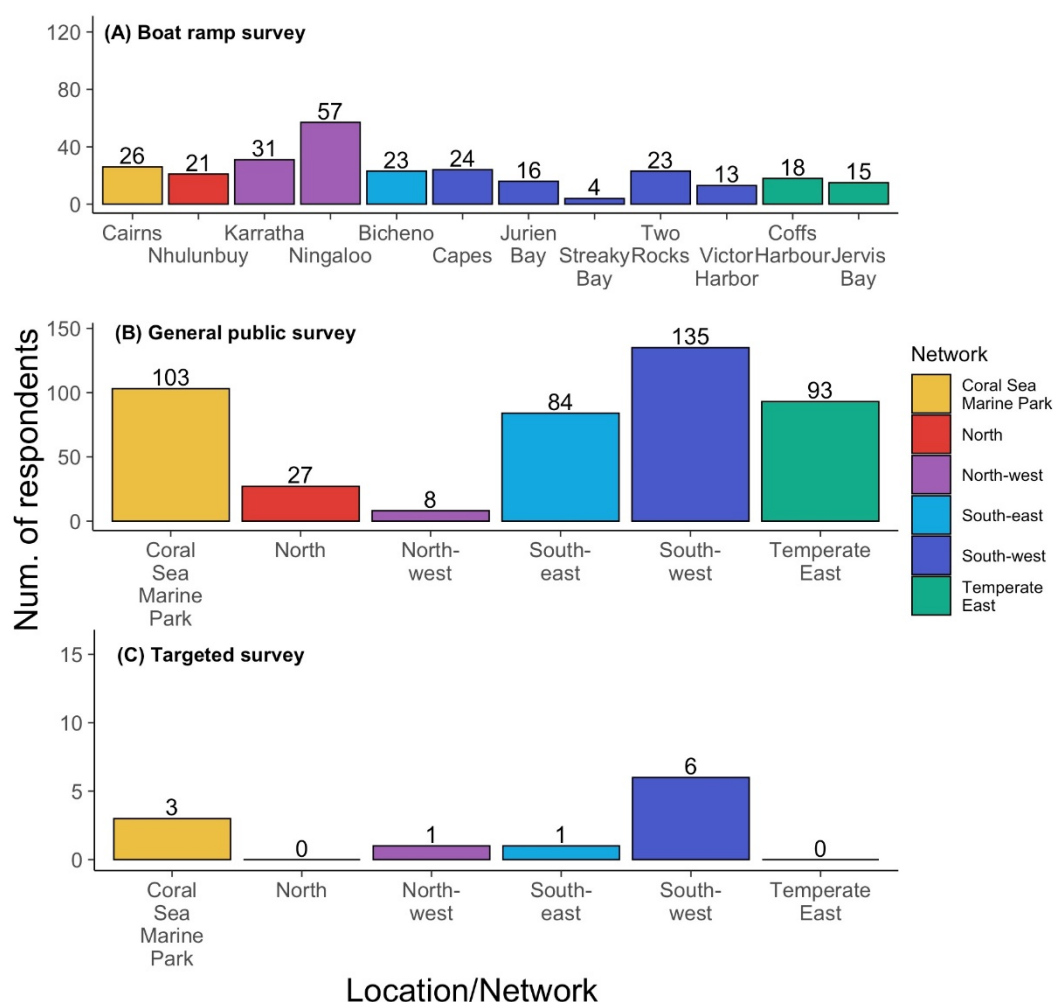 (A) Boat ramp survey
120
80
40
0
26
21
31
57
23
24
16
4
23
13
18
15
Cairns
Nhulunbuy
Karratha
Ningaloo
Bicheno
Capes
Jurien
Bay
Streaky
Bay
Two
Rocks
Victor
Harbor
Coffs
Harbour
Jervis
Bay
Num. of respondents
(B) General public survey
150
100
50
0
103
27
8
84
135
93
Coral
Sea
Marine
Park
North
North-
west
South-
east
South-
west
Temperate
East
Network
Coral Sea
Marine Park
North
North-west
South-east
South-west
Temperate
East
(C) Targeted survey
15
10
5
0
3
0
1
1
6
0
Coral
Sea
Marine
Park
North
North-
west
South-
east
South-
west
Temperate
East
Location/Network